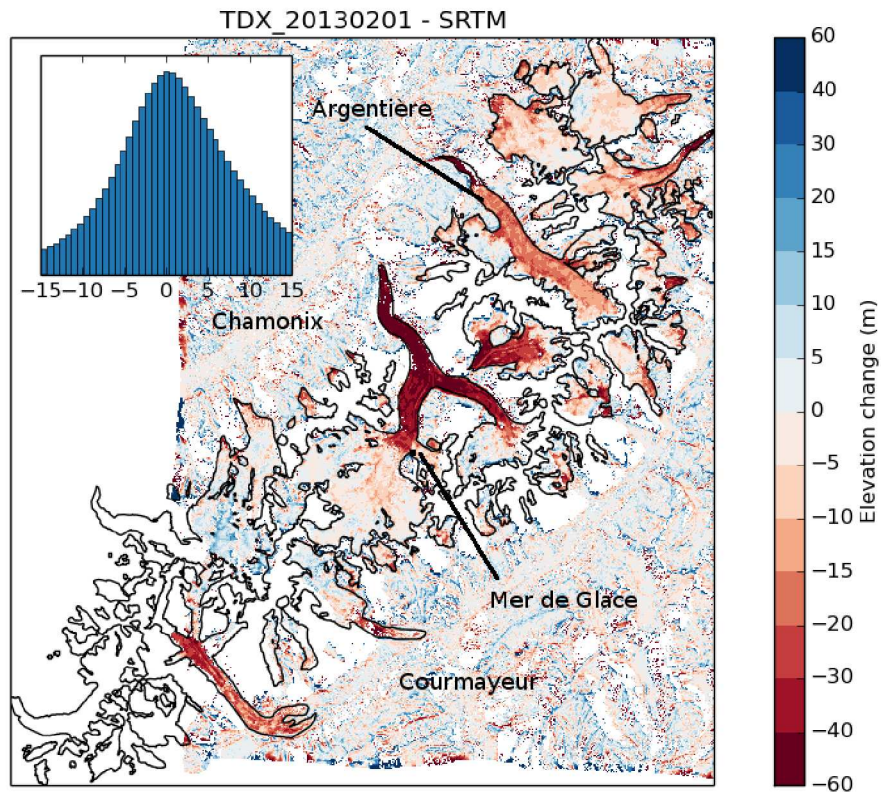 TDX_20130201 - SRTM
Argentière
−15 −10 −5 0 5 10 15
Chamonix
Mer de Glace
Courmayeur
60
40
30
20
15
10
5
0
−5
−10
−15
−20
−30
−40
−60
Elevation change (m)